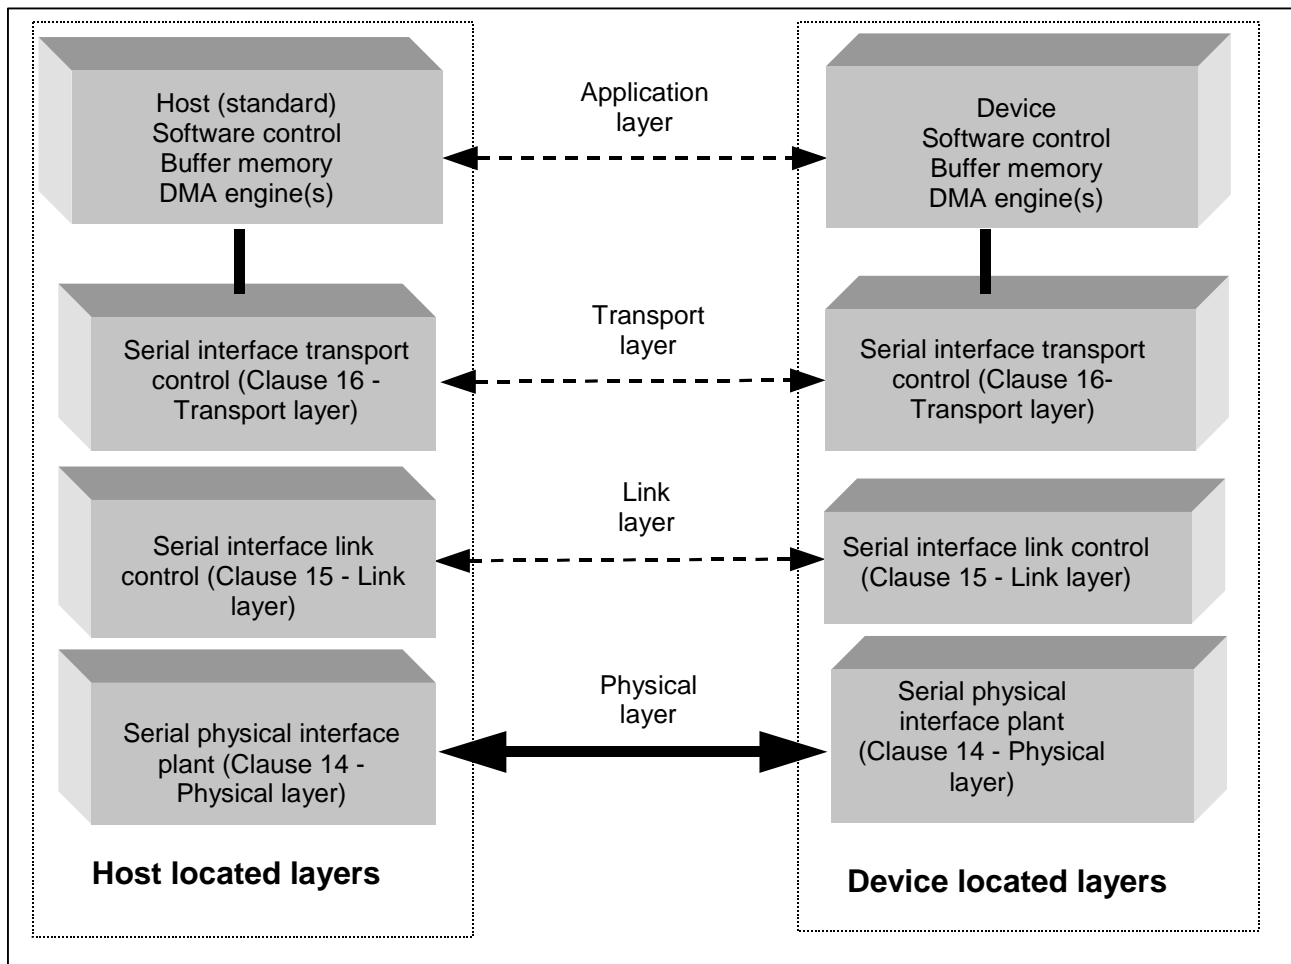 Host (standard)
Software control
Buffer memory
DMA engine(s)
Application
layer
Device
Software control
Buffer memory
DMA engine(s)
Serial interface transport
control (Clause 16 -
Transport layer)
Transport
layer
Serial interface transport
control (Clause 16-
Transport layer)
Serial interface link
control (Clause 15 - Link
layer)
Link
layer
Serial interface link control
(Clause 15 - Link layer)
Serial physical interface
plant (Clause 14 -
Physical layer)
Physical
layer
Serial physical
interface plant
(Clause 14 - Physical
layer)
Host located layers
Device located layers